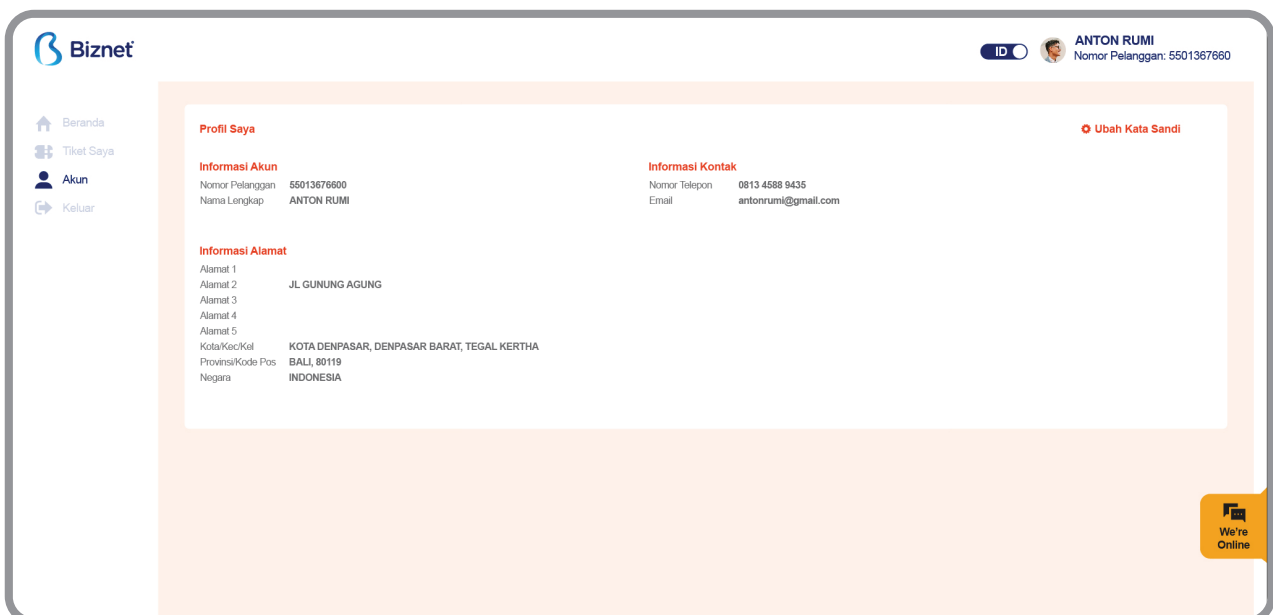 Biznet
ID
ANTON RUMI
Nomor Pelanggan: 5501367660
Beranda
Tiket Saya
Akun
Keluar
Profil Saya
Ubah Kata Sandi
Informasi Akun
Nomor Pelanggan 55013676600
Nama Lengkap ANTON RUMI
Informasi Kontak
Nomor Telepon 0813 4588 9435
Email antonrumi@gmail.com
Informasi Alamat
Alamat 1
Alamat 2 JL GUNUNG AGUNG
Alamat 3
Alamat 4
Alamat 5
Kota/Kec/Kel KOTA DENPASAR, DENPASAR BARAT, TEGAL KERTHA
Provinsi/Kode Pos BALI, 80119
Negara INDONESIA
We're
Online